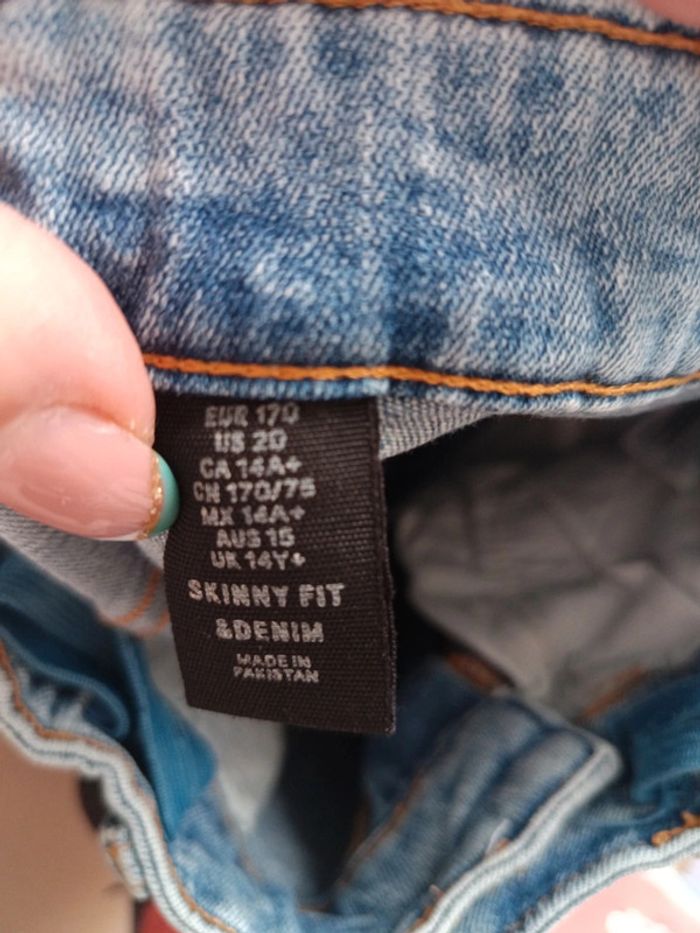 EUR 170
US 20
CA 14A+
CN 170/76
MX 14A+
AUS 15
UK 14Y+
SKINNY FIT
&DENIM
MADE IN
PAKISTAN